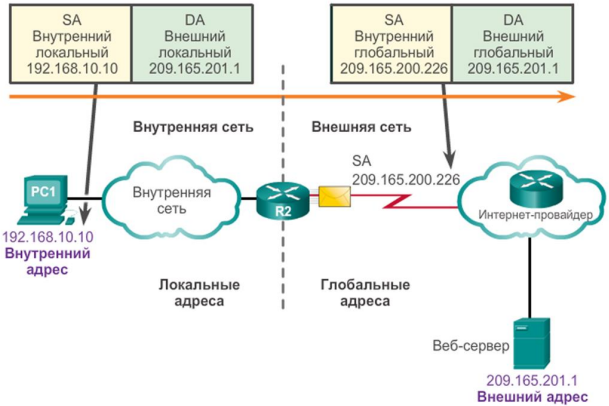 SA
Внутренний
локальный
192.168.10.10
DA
Внешний
локальный
209.165.201.1
SA
Внутренний
глобальный
209.165.200.226
DA
Внешний
глобальный
209.165.201.1
Внутренняя сеть
Внешняя сеть
SA
209.165.200.226
PC1
Внутренняя
сеть
R2
Интернет-провайдер
192.168.10.10
Внутренний
адрес
Локальные
адреса
Глобальные
адреса
Веб-сервер
209.165.201.1
Внешний адрес